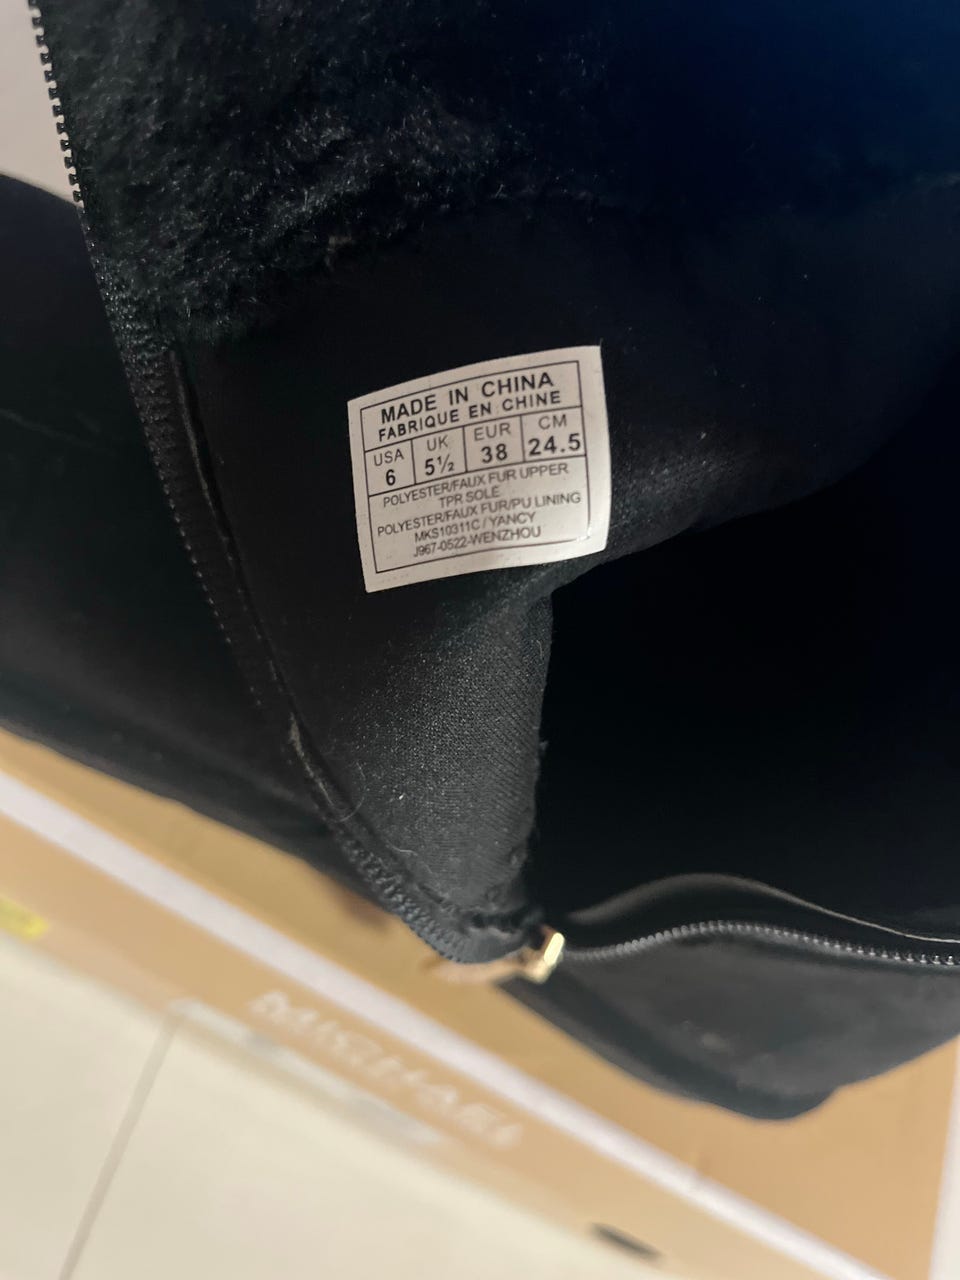 MADE IN CHINA
FABRIQUE EN CHINE
USA UK EUR CM
6 5½ 38 24.5
POLYESTER/FAUX FUR UPPER
TPR SOLE
POLYESTER/FAUX FUR/PU LINING
MKS10311C / YANCY
J967-0522-WENZHOU
MICHAEL